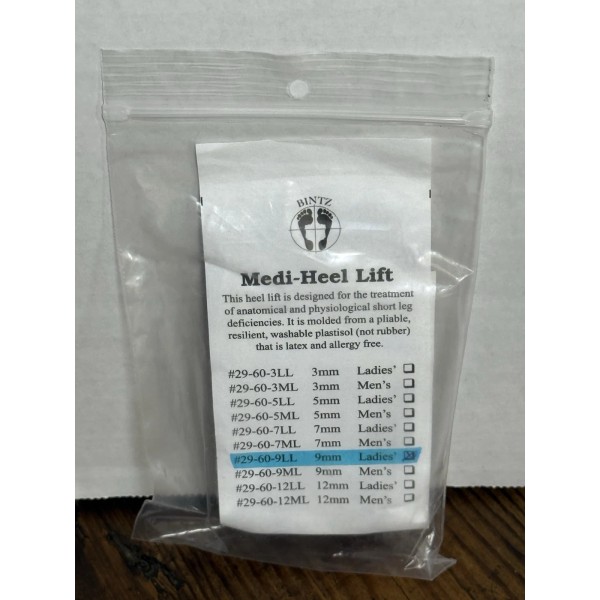 BINTZ
Medi-Heel Lift
This heel lift is designed for the treatment
of anatomical and physiological short leg
deficiencies. It is molded from a pliable,
resilient, washable plastisol (not rubber)
that is latex and allergy free.
#29-60-3LL 3mm Ladies' ☐
#29-60-3ML 3mm Men's ☐
#29-60-5LL 5mm Ladies' ☐
#29-60-5ML 5mm Men's ☐
#29-60-7LL 7mm Ladies' ☐
#29-60-7ML 7mm Men's ☐
#29-60-9LL 9mm Ladies' ☒
#29-60-9ML 9mm Men's ☐
#29-60-12LL 12mm Ladies' ☐
#29-60-12ML 12mm Men's ☐